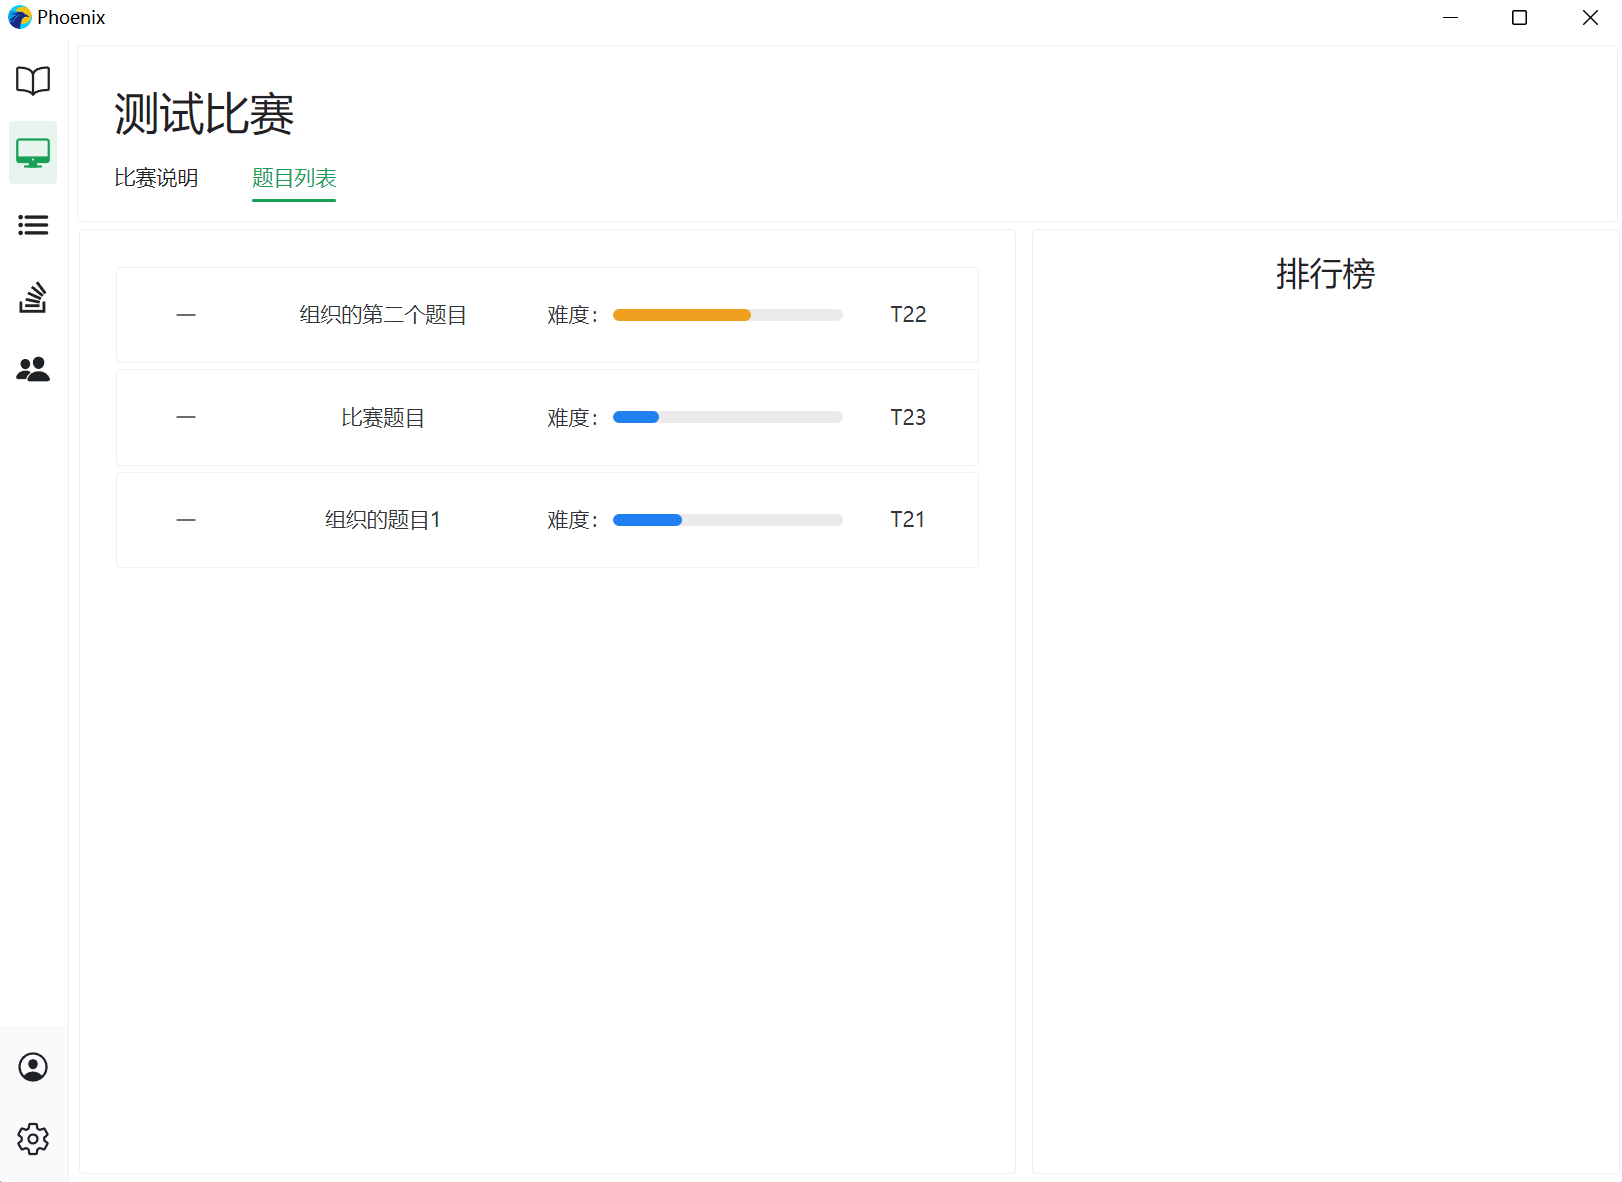 Phoenix
测试比赛
比赛说明 题目列表
排行榜
— 组织的第二个题目 难度： T22
— 比赛题目 难度： T23
— 组织的题目1 难度： T21